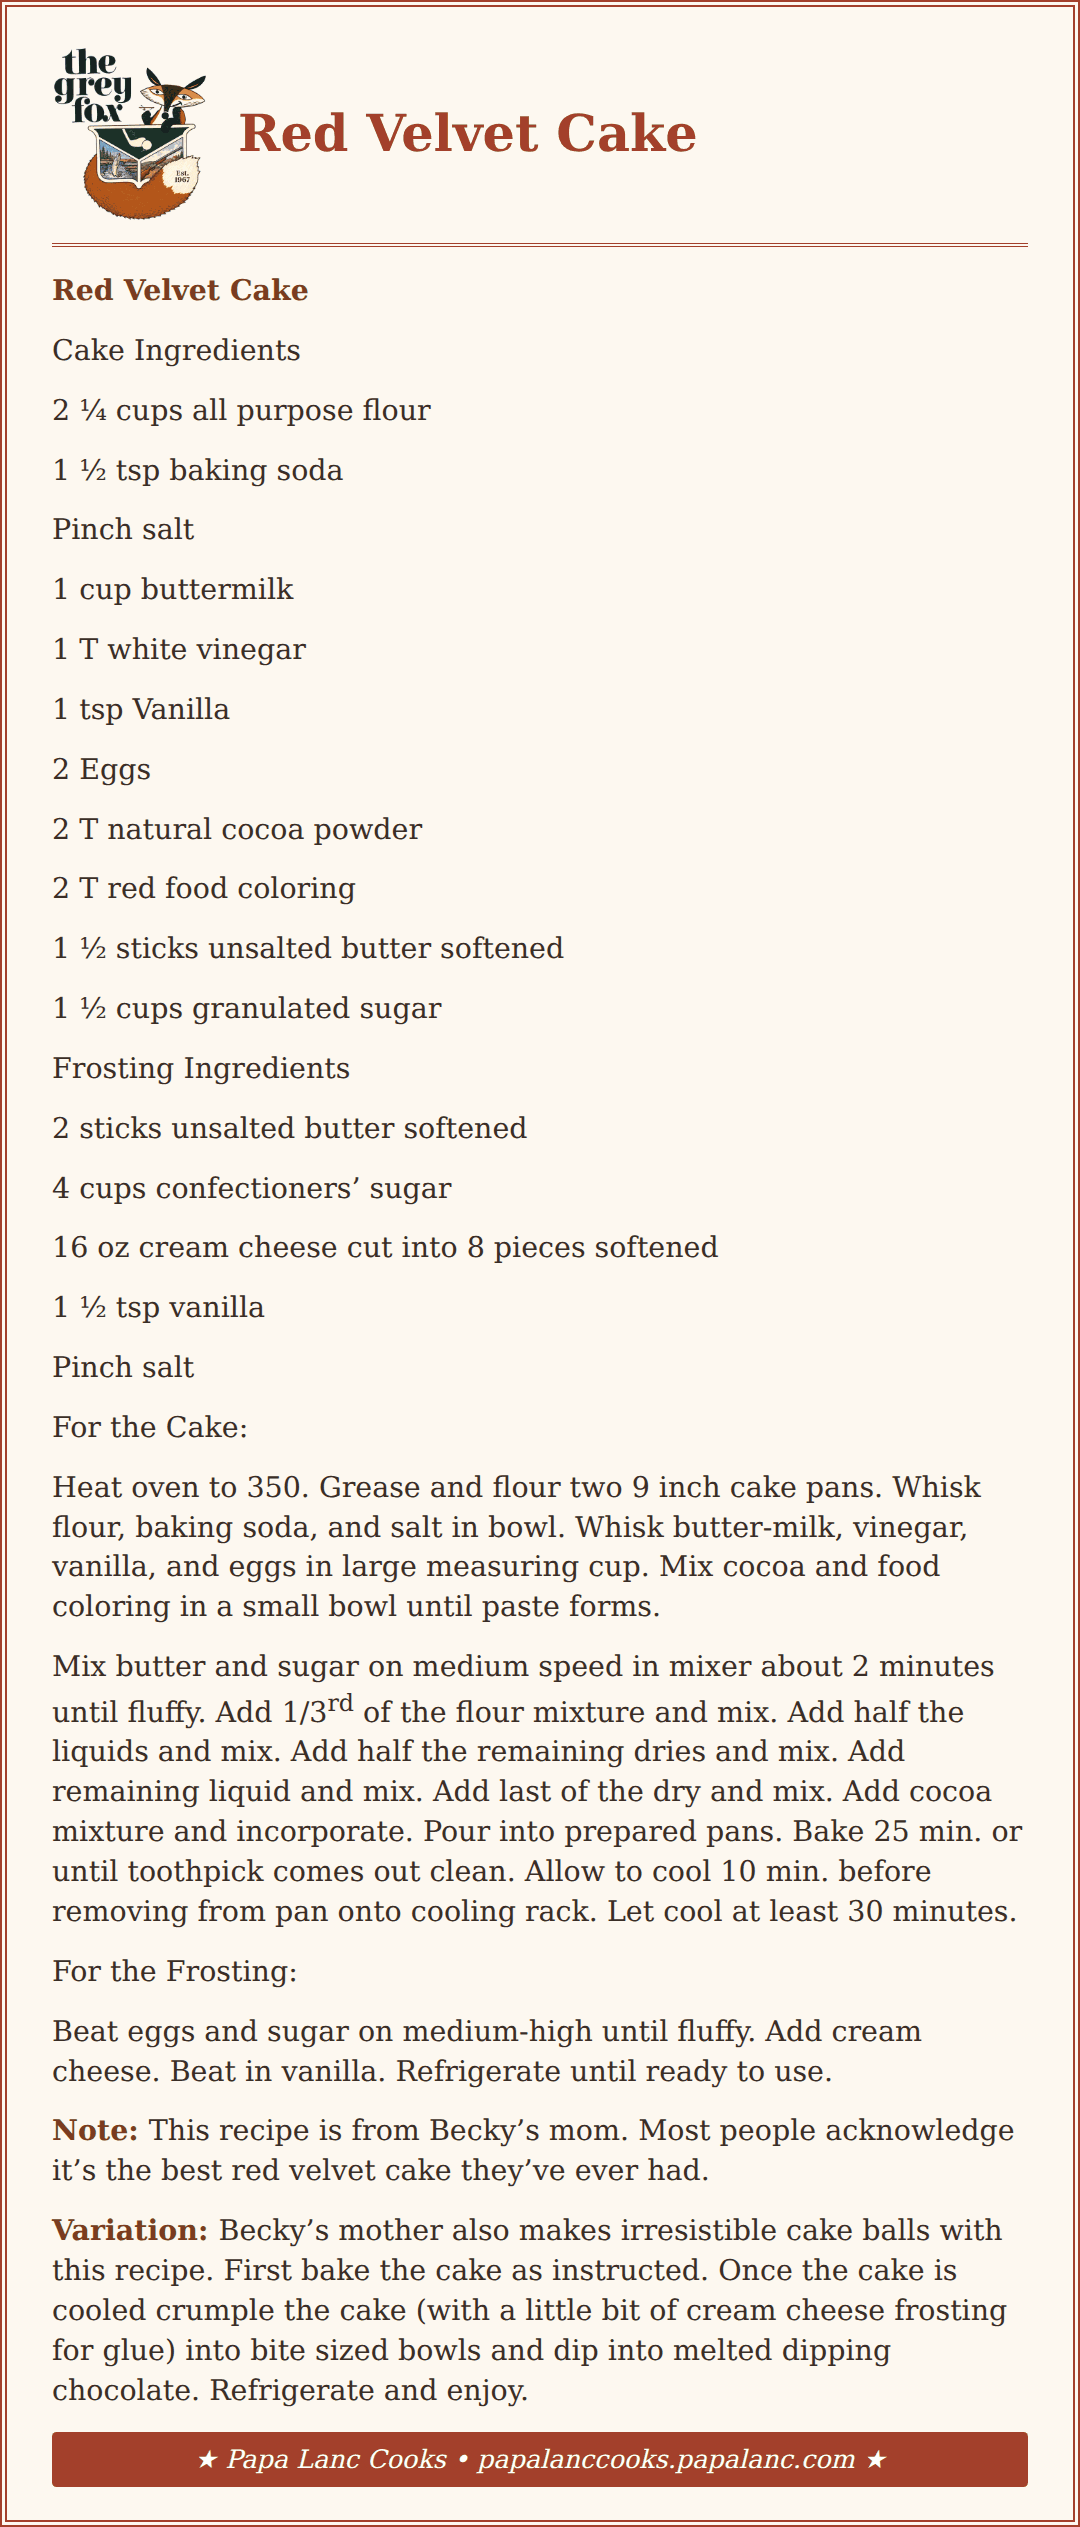 the
grey
fox
Est.
1967
Red Velvet Cake
Red Velvet Cake
Cake Ingredients
2 ¼ cups all purpose flour
1 ½ tsp baking soda
Pinch salt
1 cup buttermilk
1 T white vinegar
1 tsp Vanilla
2 Eggs
2 T natural cocoa powder
2 T red food coloring
1 ½ sticks unsalted butter softened
1 ½ cups granulated sugar
Frosting Ingredients
2 sticks unsalted butter softened
4 cups confectioners’ sugar
16 oz cream cheese cut into 8 pieces softened
1 ½ tsp vanilla
Pinch salt
For the Cake:
Heat oven to 350. Grease and flour two 9 inch cake pans. Whisk
flour, baking soda, and salt in bowl. Whisk butter-milk, vinegar,
vanilla, and eggs in large measuring cup. Mix cocoa and food
coloring in a small bowl until paste forms.
Mix butter and sugar on medium speed in mixer about 2 minutes
until fluffy. Add 1/3rd of the flour mixture and mix. Add half the
liquids and mix. Add half the remaining dries and mix. Add
remaining liquid and mix. Add last of the dry and mix. Add cocoa
mixture and incorporate. Pour into prepared pans. Bake 25 min. or
until toothpick comes out clean. Allow to cool 10 min. before
removing from pan onto cooling rack. Let cool at least 30 minutes.
For the Frosting:
Beat eggs and sugar on medium-high until fluffy. Add cream
cheese. Beat in vanilla. Refrigerate until ready to use.
Note: This recipe is from Becky’s mom. Most people acknowledge
it’s the best red velvet cake they’ve ever had.
Variation: Becky’s mother also makes irresistible cake balls with
this recipe. First bake the cake as instructed. Once the cake is
cooled crumple the cake (with a little bit of cream cheese frosting
for glue) into bite sized bowls and dip into melted dipping
chocolate. Refrigerate and enjoy.
★ Papa Lanc Cooks • papalanccooks.papalanc.com ★